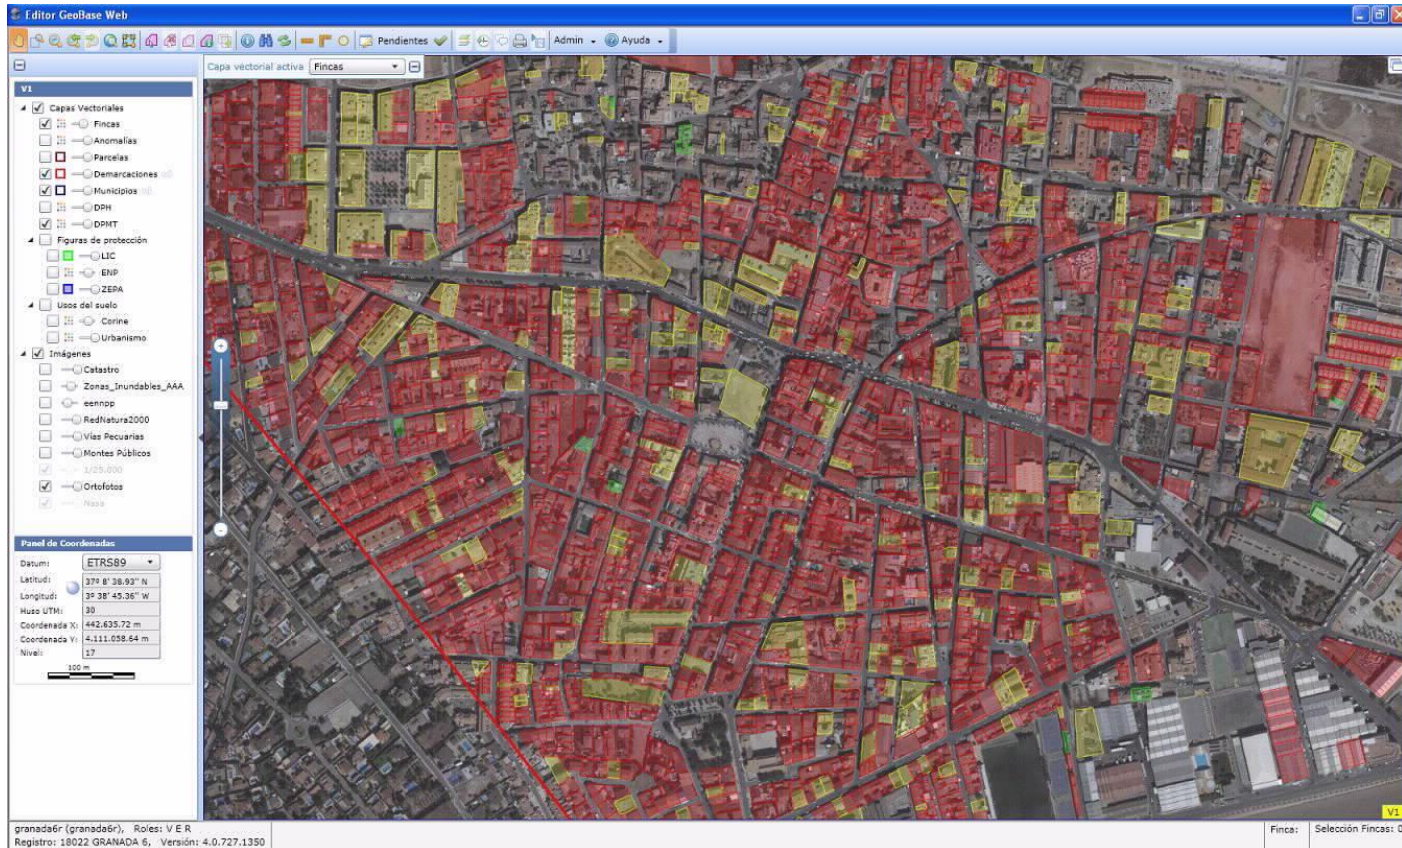 Editor GeoBase Web
Pendientes Admin Ayuda
Capa vectorial activa Fincas
V1
Capas Vectoriales
Fincas
Anomalías
Parcelas
Demarcaciones
Municipios
DPH
DPMT
Figuras de protección
LIC
ENP
ZEPA
Usos del suelo
Corine
Urbanismo
Imágenes
Catastro
Zonas_Inundables_AAA
eennpp
RedNatura2000
Vías Pecuarias
Montes Públicos
1/25.000
Ortofotos
Panel de Coordenadas
Datum: ETRS89
Latitud: 37º 8' 38.93'' N
Longitud: 3º 38' 45.36'' W
Huso UTM: 30
Coordenada X: 442.635.72 m
Coordenada Y: 4.111.058.64 m
Nivel: 17
100 m
V1
granada6r (granada6r), Roles: V E R
Registro: 18022 GRANADA 6, Versión: 4.0.727.1350
Finca: Selección Fincas: 0